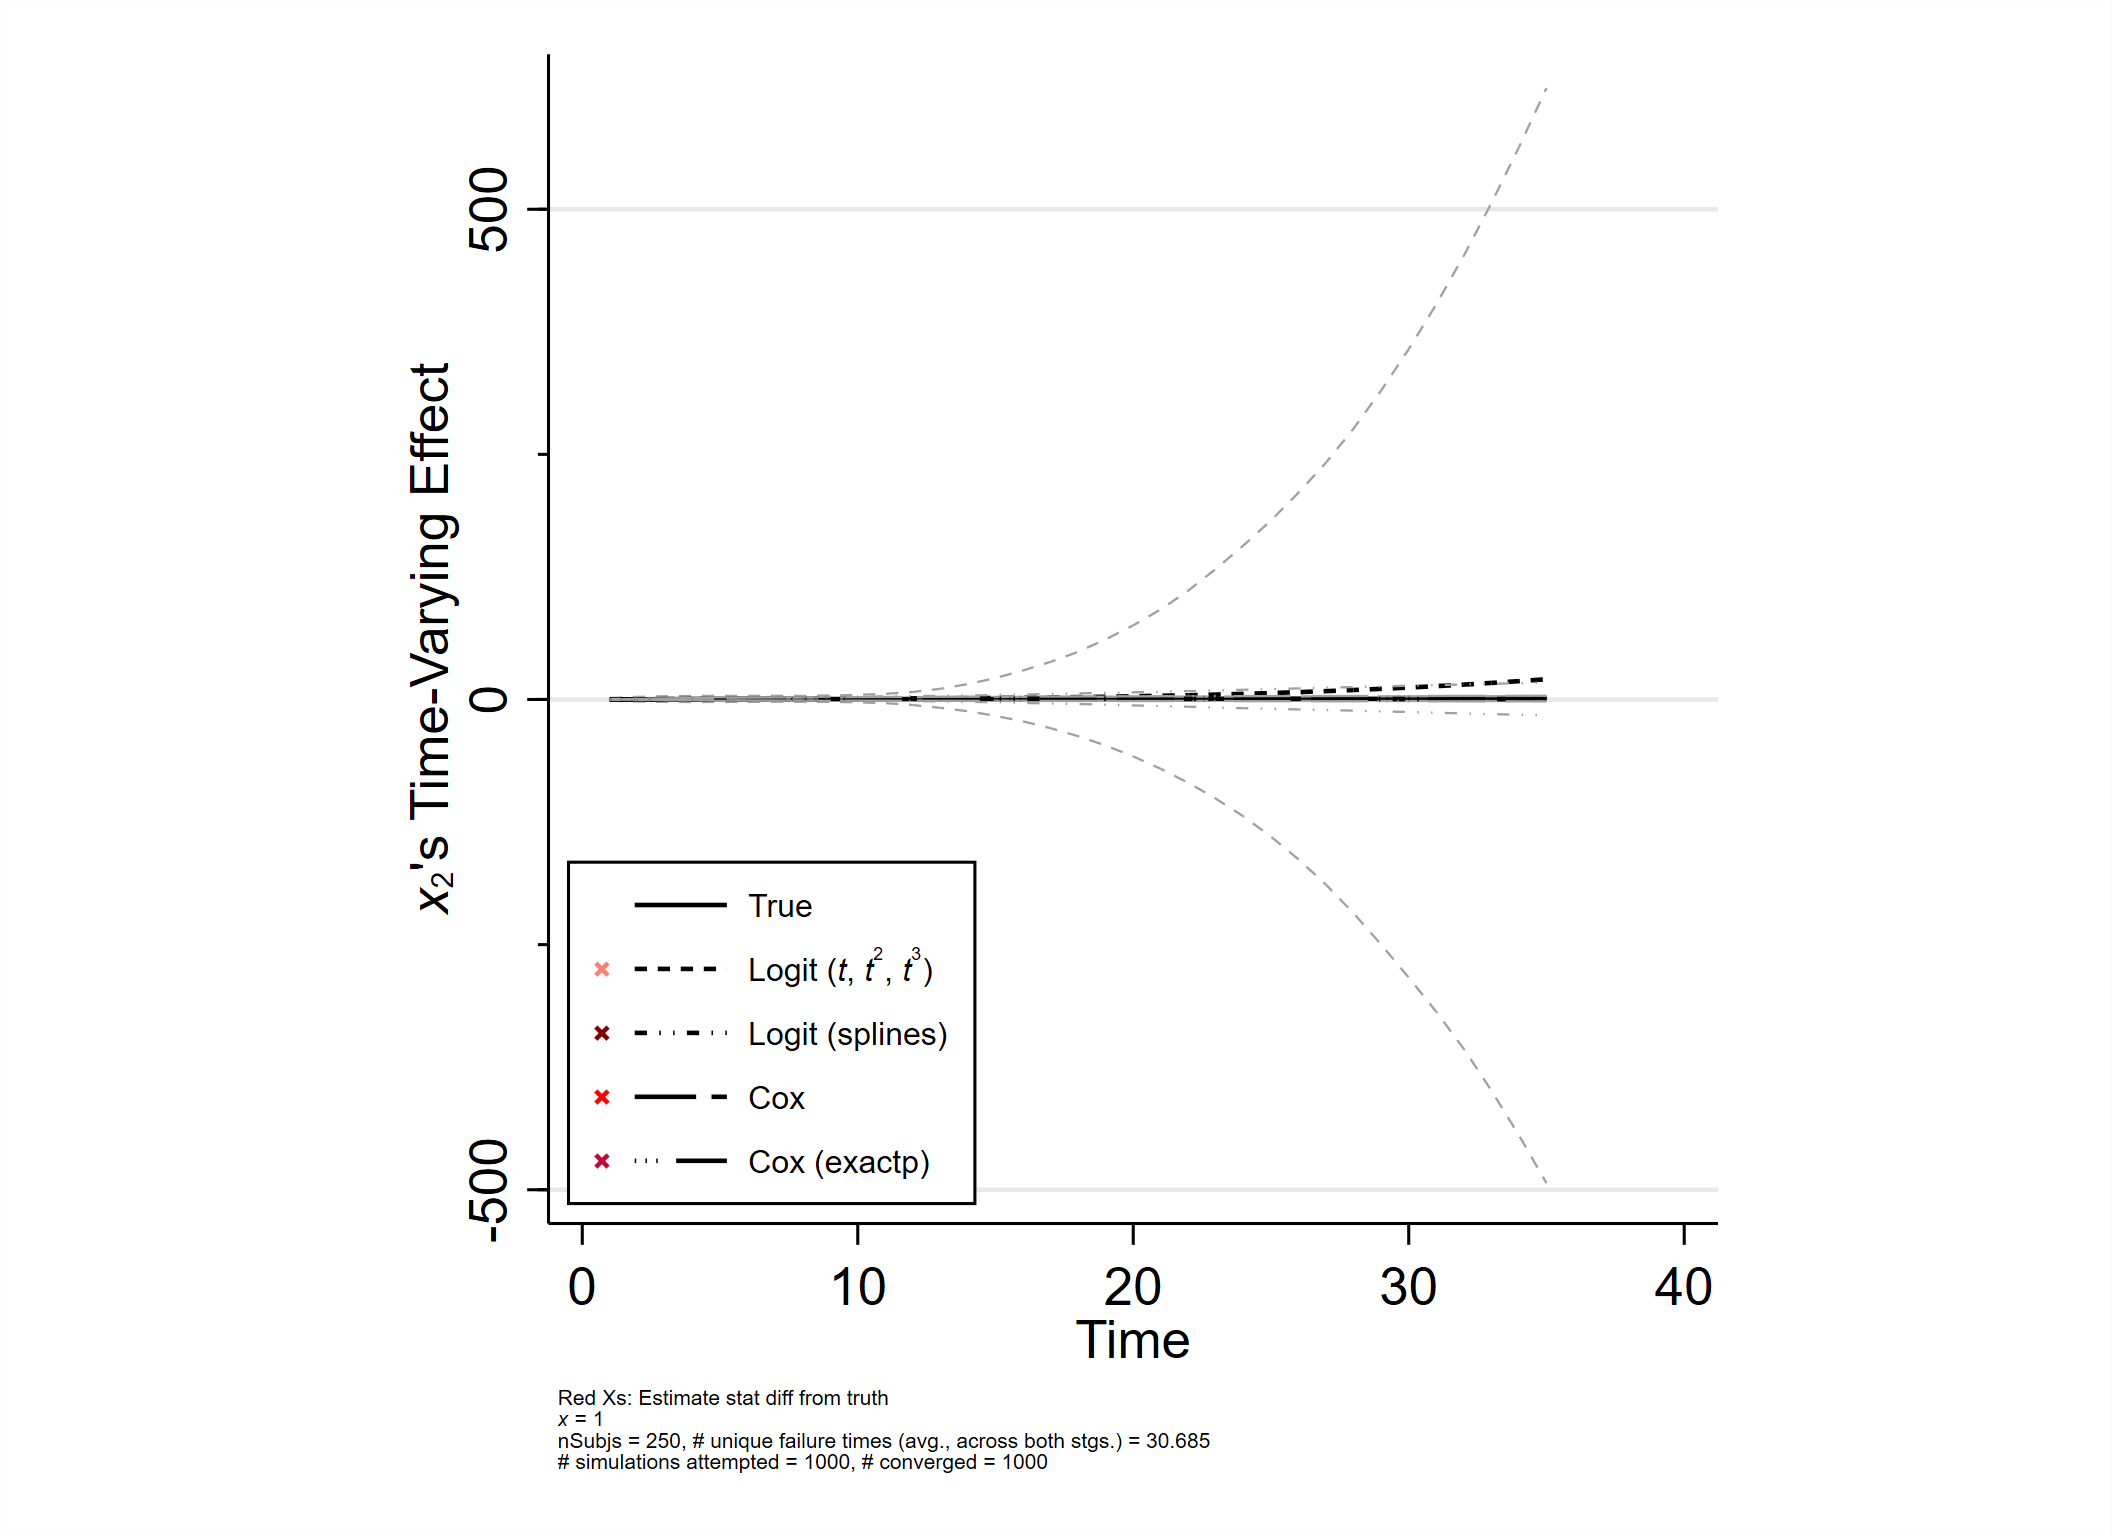 x₂'s Time-Varying Effect
500
0
-500
True
Logit (t, t², t³)
Logit (splines)
Cox
Cox (exactp)
0 10 20 30 40
Time
Red Xs: Estimate stat diff from truth
x = 1
nSubjs = 250, # unique failure times (avg., across both stgs.) = 30.685
# simulations attempted = 1000, # converged = 1000